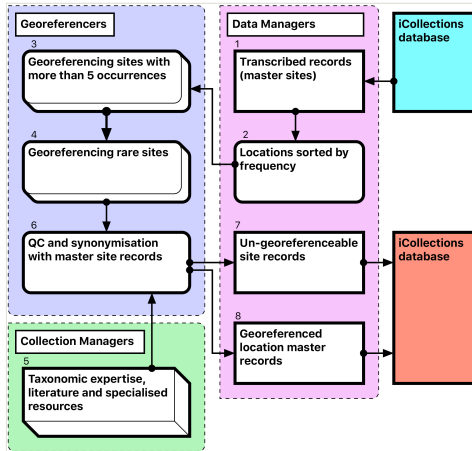 Georeferencers
3
Georeferencing sites with
more than 5 occurrences
4
Georeferencing rare sites
6
QC and synonymisation
with master site records
Collection Managers
5
Taxonomic expertise,
literature and specialised
resources
Data Managers
1
Transcribed records
(master sites)
2
Locations sorted by
frequency
7
Un-georeferenceable
site records
8
Georeferenced
location master
records
iCollections
database
iCollections
database